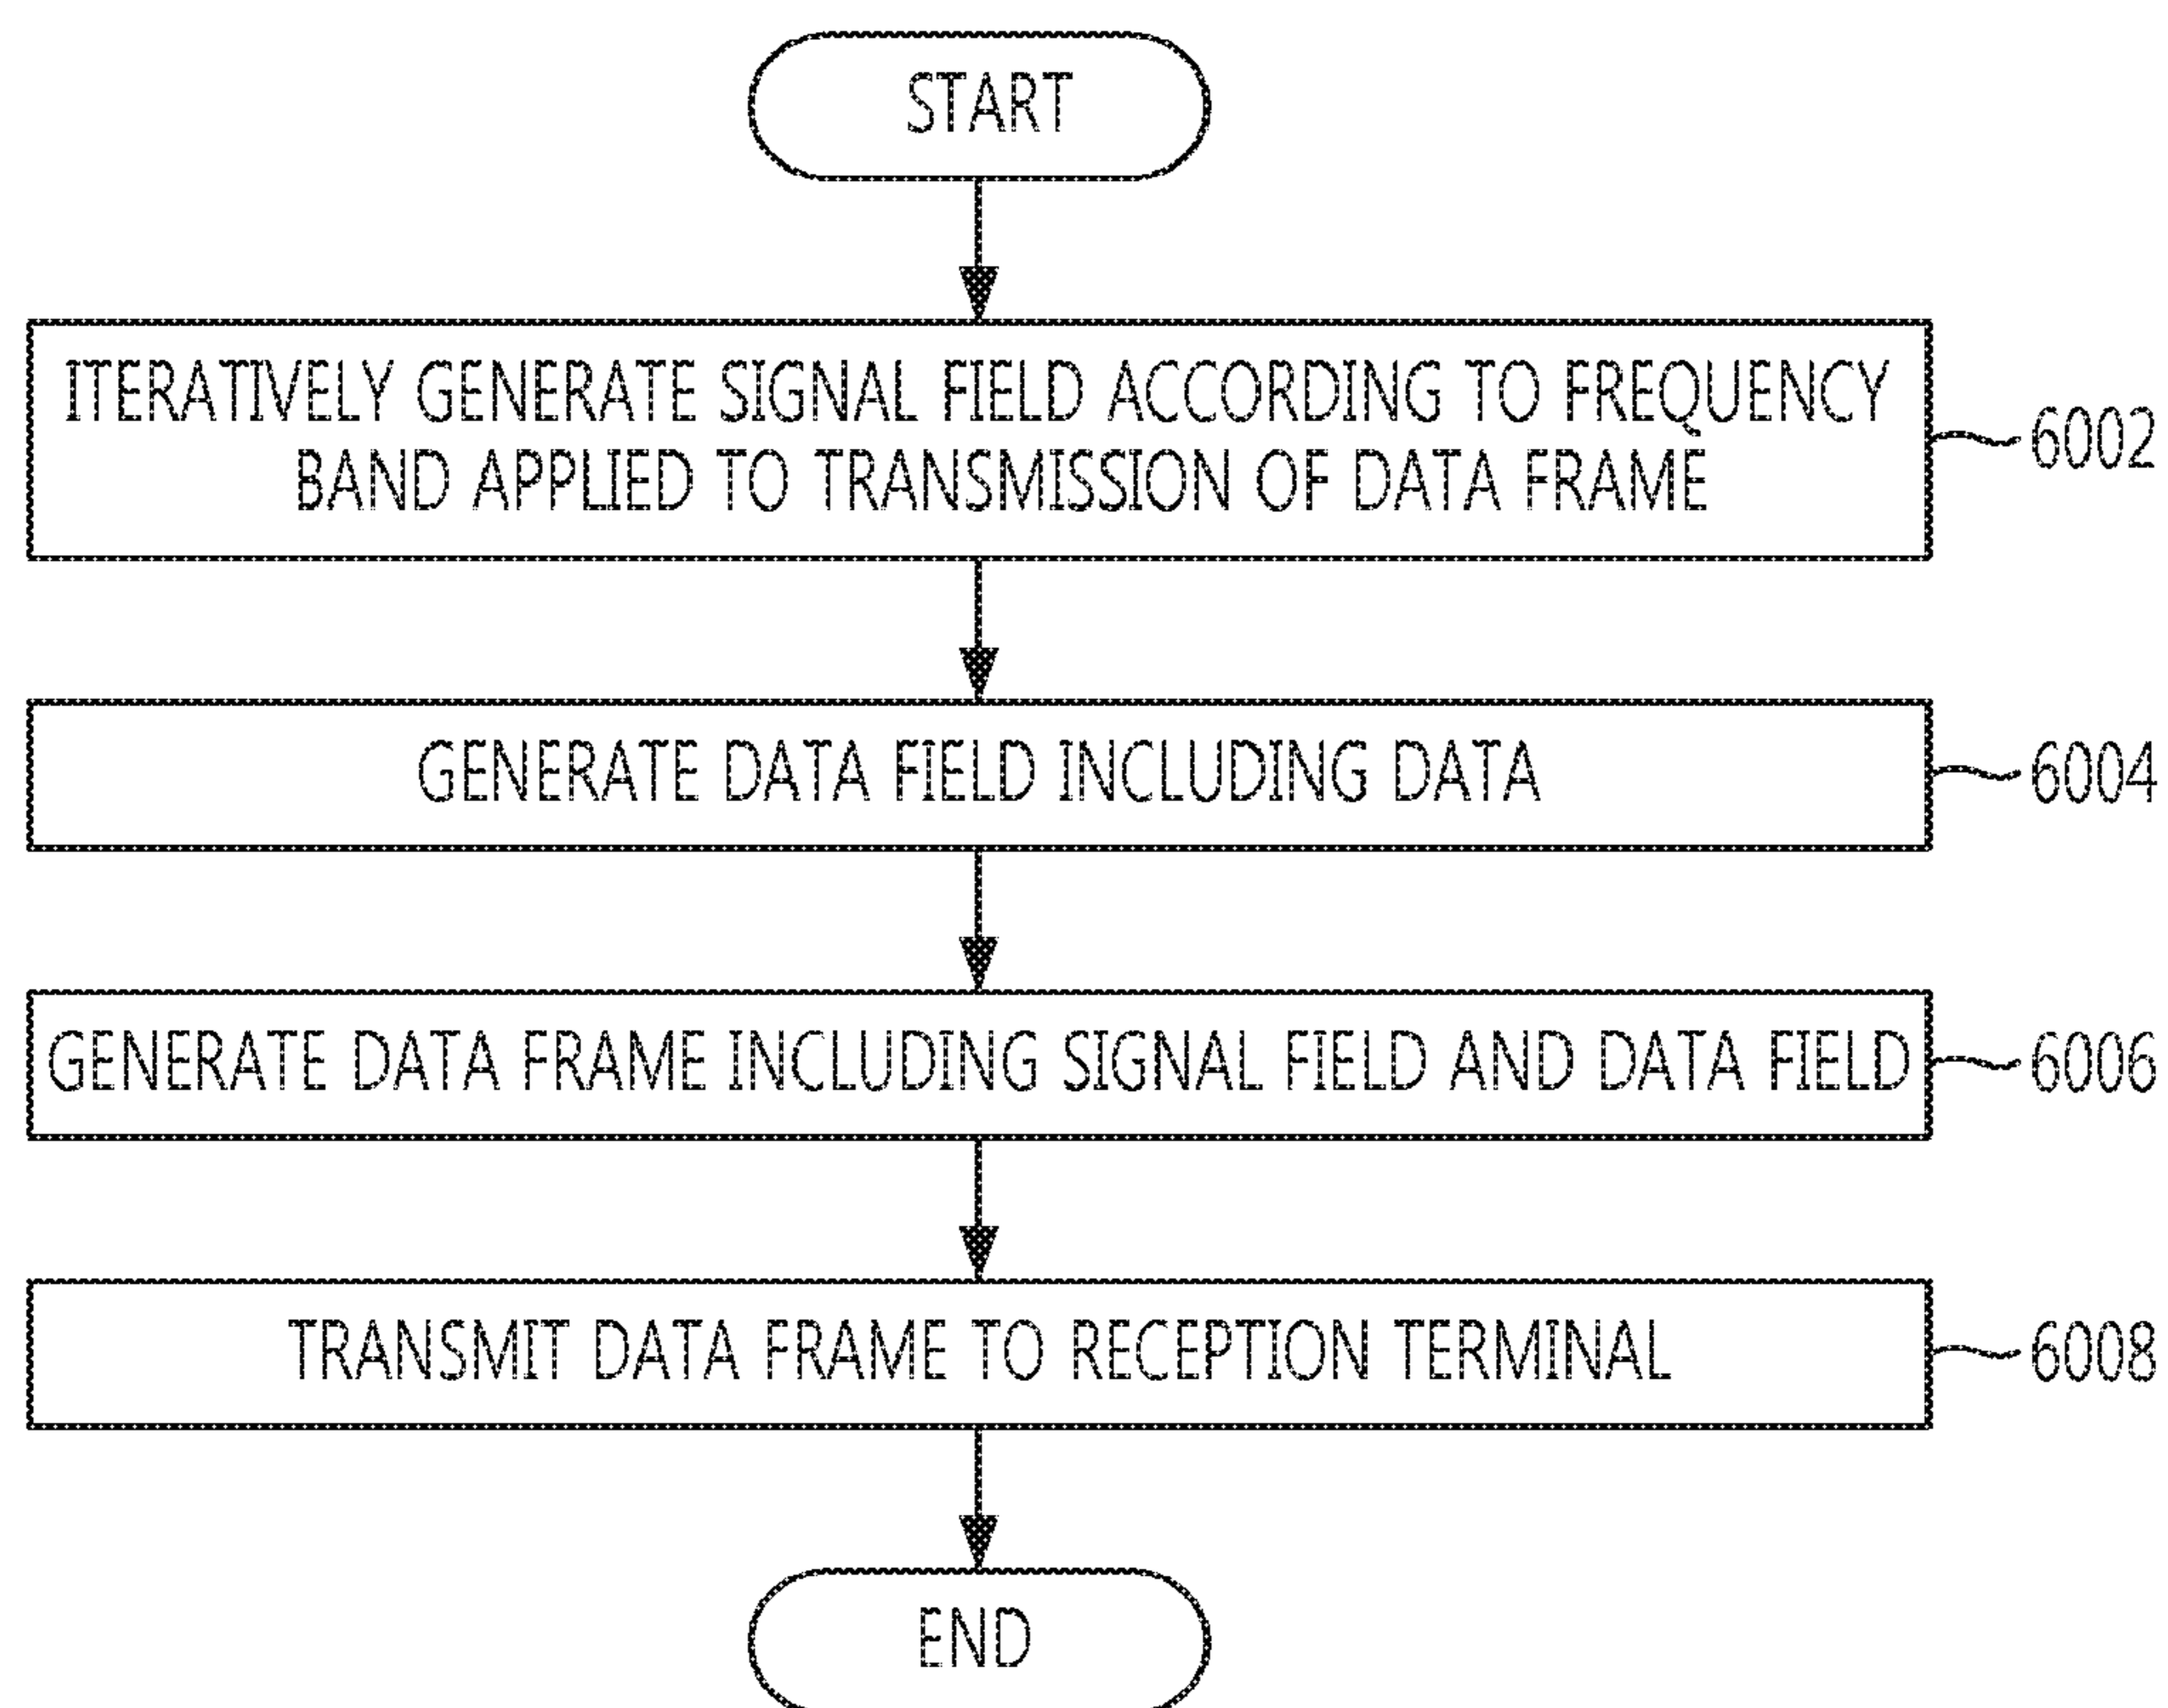 START
ITERATIVELY GENERATE SIGNAL FIELD ACCORDING TO FREQUENCY
BAND APPLIED TO TRANSMISSION OF DATA FRAME
6002
GENERATE DATA FIELD INCLUDING DATA
6004
GENERATE DATA FRAME INCLUDING SIGNAL FIELD AND DATA FIELD
6006
TRANSMIT DATA FRAME TO RECEPTION TERMINAL
6008
END